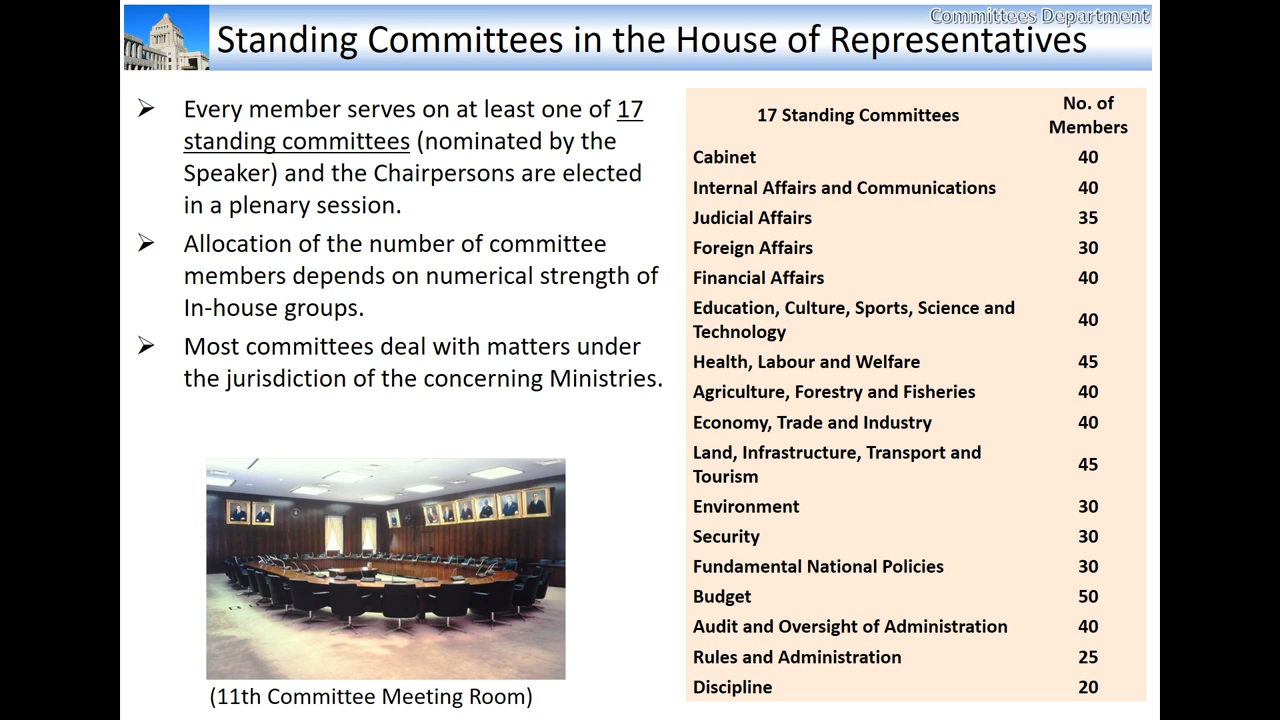 Committees Department
Standing Committees in the House of Representatives
➢ Every member serves on at least one of 17
standing committees (nominated by the
Speaker) and the Chairpersons are elected
in a plenary session.
➢ Allocation of the number of committee
members depends on numerical strength of
In-house groups.
➢ Most committees deal with matters under
the jurisdiction of the concerning Ministries.
(11th Committee Meeting Room)
17 Standing Committees No. of
Members
Cabinet 40
Internal Affairs and Communications 40
Judicial Affairs 35
Foreign Affairs 30
Financial Affairs 40
Education, Culture, Sports, Science and
Technology 40
Health, Labour and Welfare 45
Agriculture, Forestry and Fisheries 40
Economy, Trade and Industry 40
Land, Infrastructure, Transport and
Tourism 45
Environment 30
Security 30
Fundamental National Policies 30
Budget 50
Audit and Oversight of Administration 40
Rules and Administration 25
Discipline 20